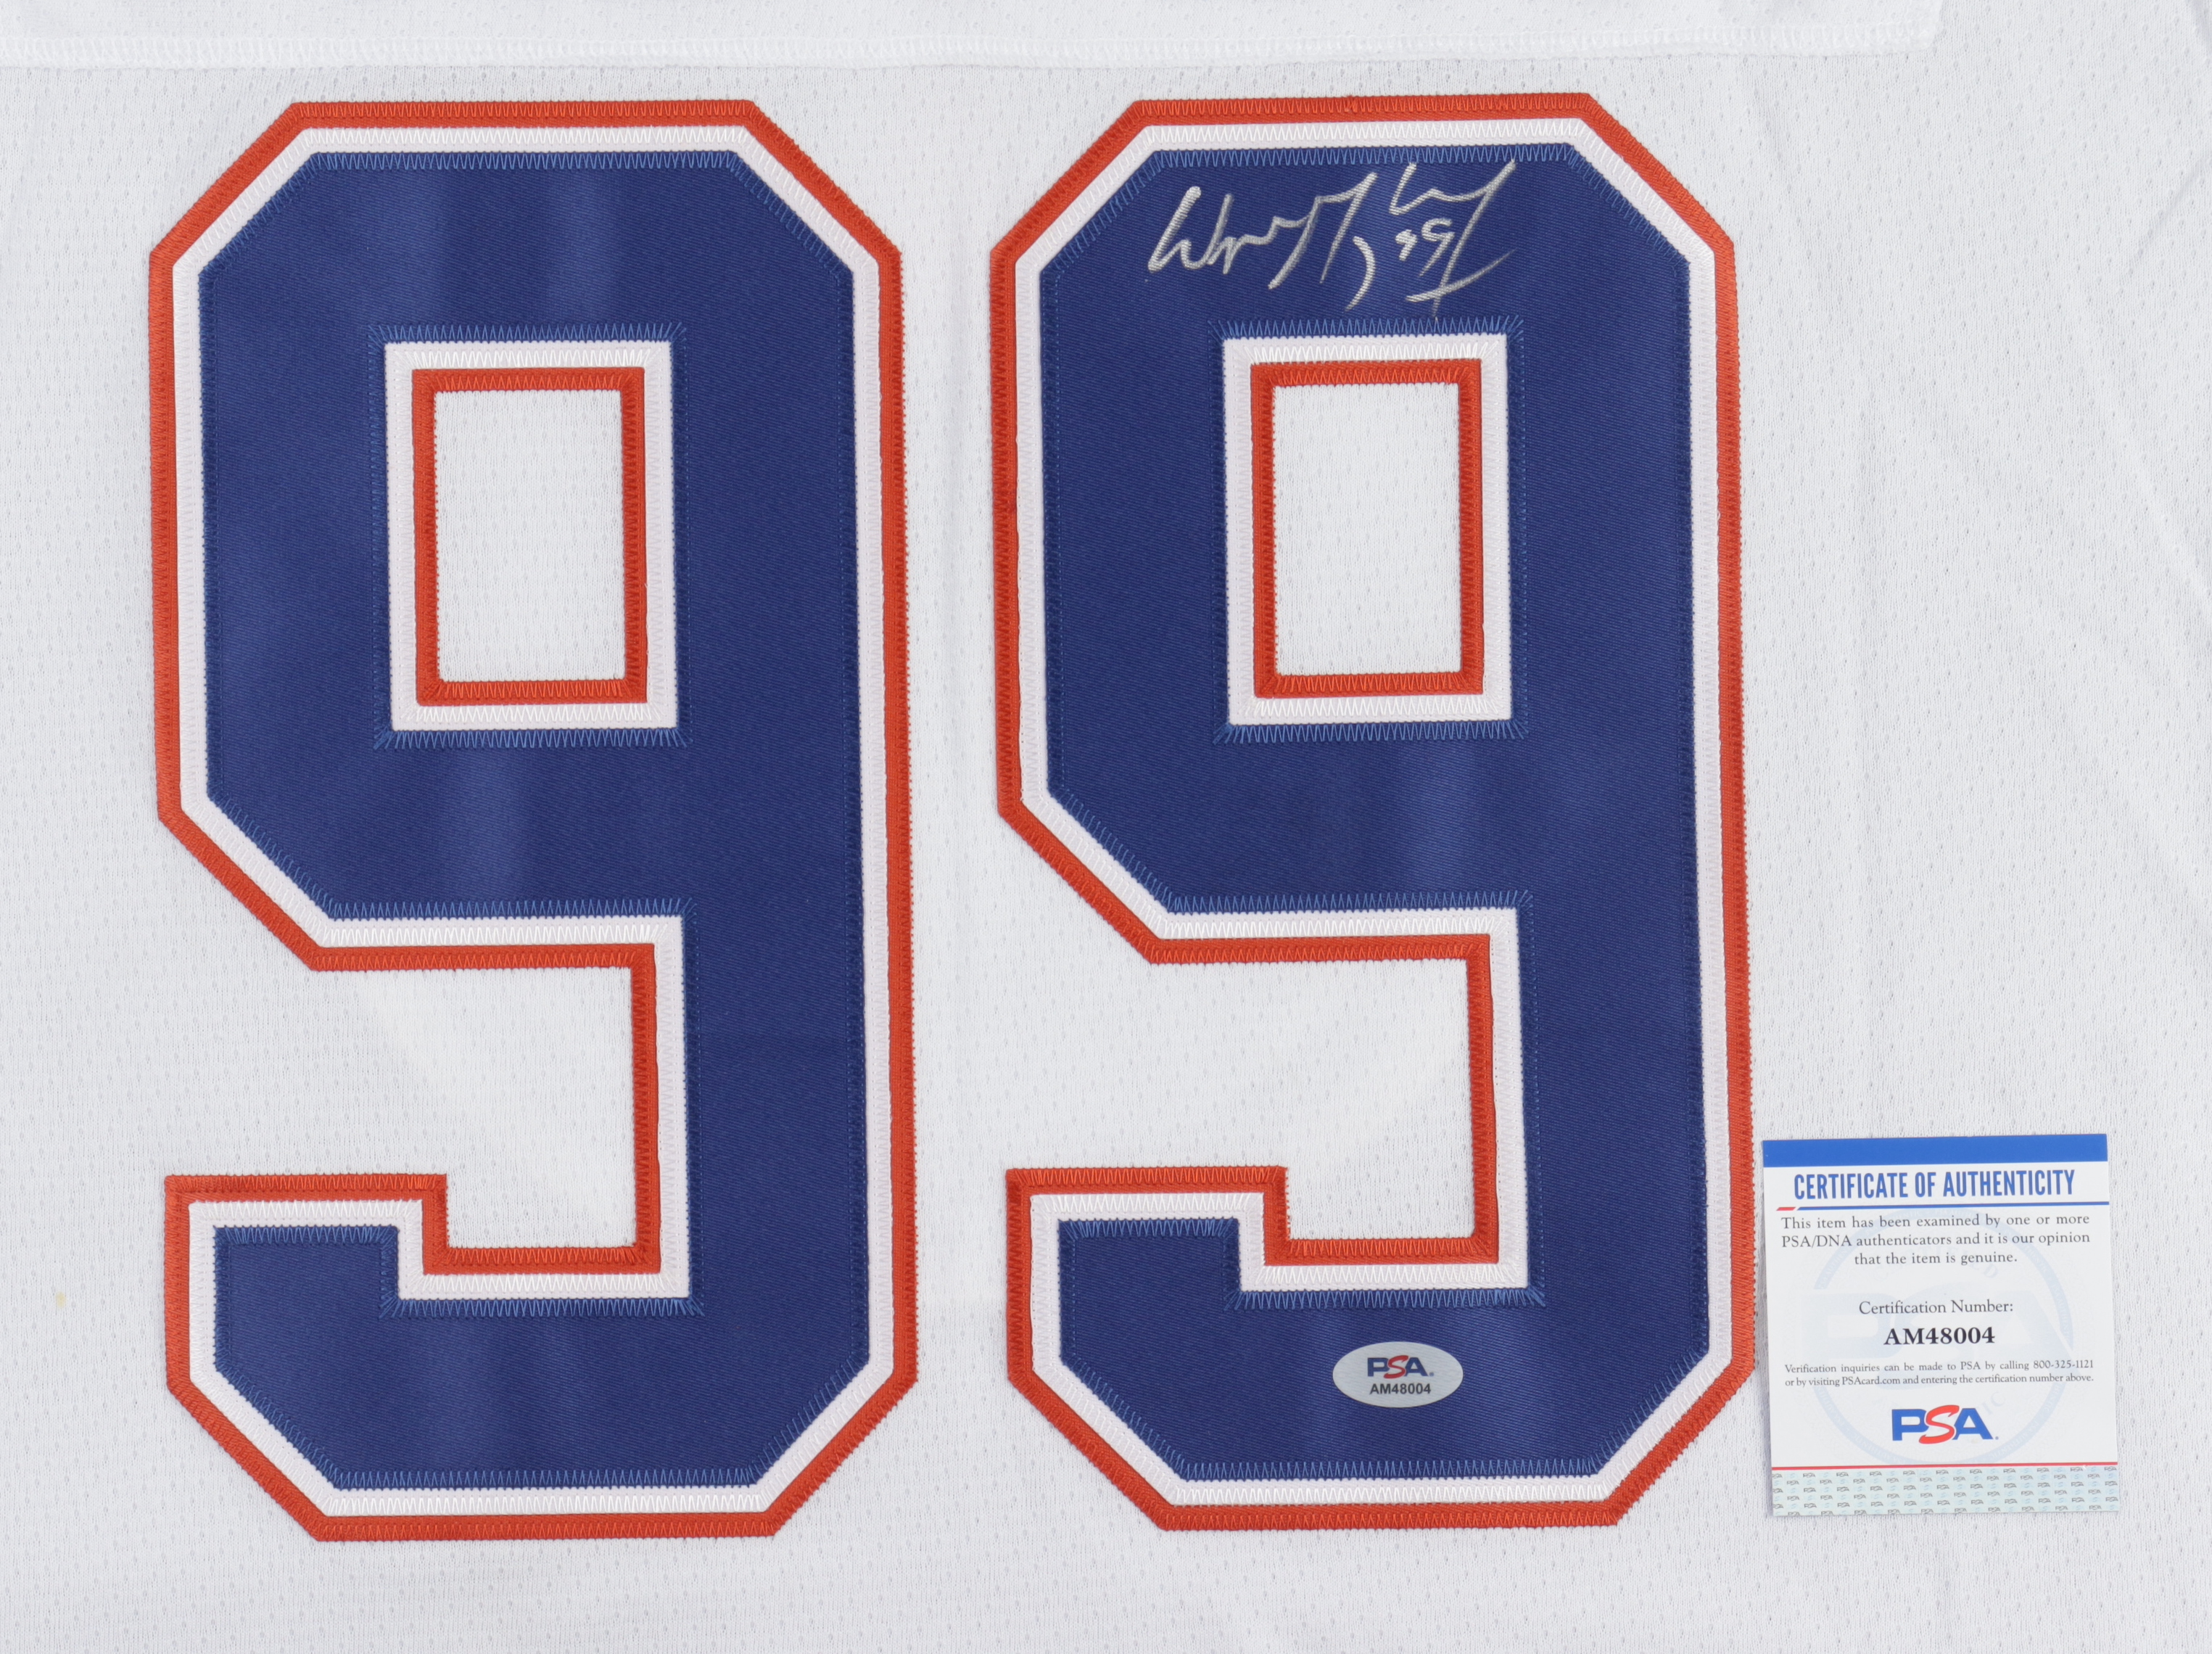 99
CERTIFICATE OF AUTHENTICITY
This item has been examined by one or more
PSA/DNA authenticators and it is our opinion
that the item is genuine.
Certification Number:
AM48004
Verification inquiries can be made to PSA by calling 800-325-1121
or by visiting PSAcard.com and entering the certification number above.
PSA
PSA
AM48004